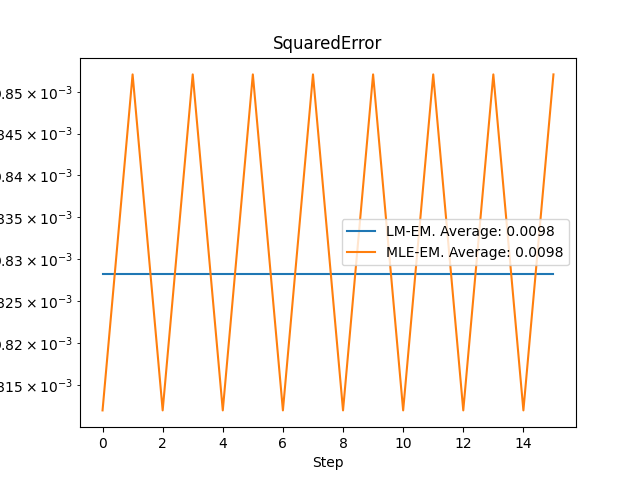 SquaredError
.85 × 10⁻³
845 × 10⁻³
.84 × 10⁻³
835 × 10⁻³
.83 × 10⁻³
825 × 10⁻³
.82 × 10⁻³
815 × 10⁻³
LM-EM. Average: 0.0098
MLE-EM. Average: 0.0098
0 2 4 6 8 10 12 14
Step